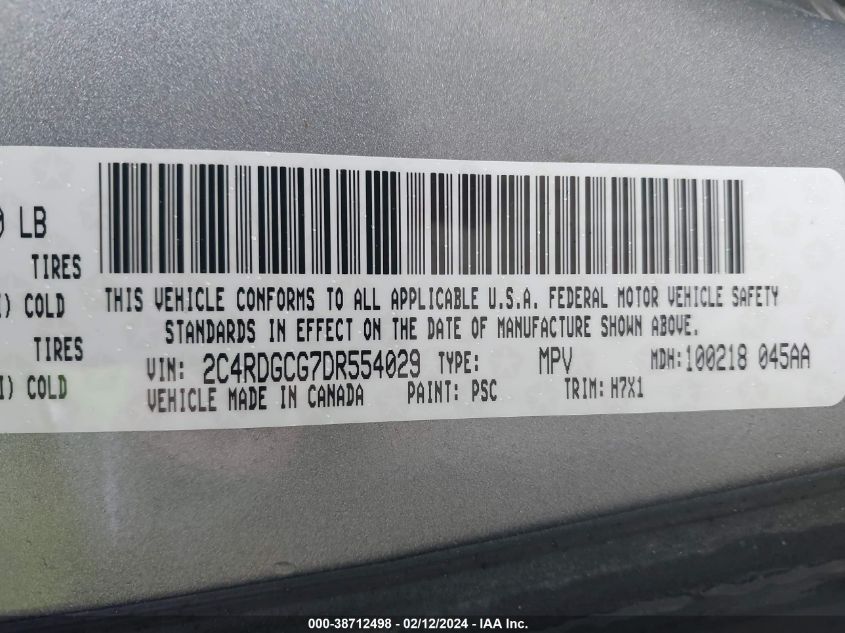 LB
TIRES
COLD
TIRES
COLD
THIS VEHICLE CONFORMS TO ALL APPLICABLE U.S.A. FEDERAL MOTOR VEHICLE SAFETY
STANDARDS IN EFFECT ON THE DATE OF MANUFACTURE SHOWN ABOVE.
VIN: 2C4RDGCG7DR554029 TYPE: MPV MDH:100218 045AA
VEHICLE MADE IN CANADA PAINT: PSC TRIM: H7X1
000-38712498 - 02/12/2024 - IAA Inc.